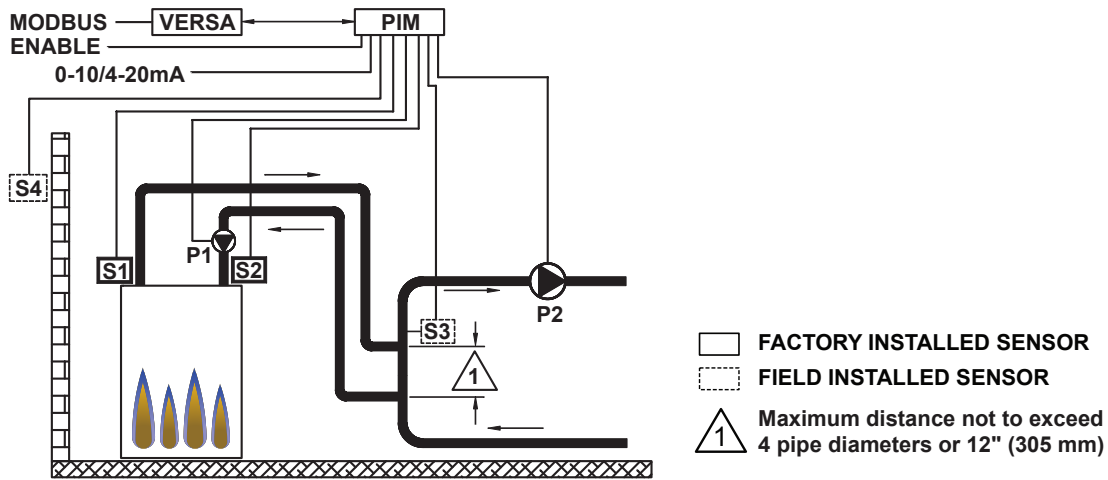 MODBUS
VERSA
PIM
ENABLE
0-10/4-20mA
S4
P1
S1
S2
S3
P2
1
FACTORY INSTALLED SENSOR
FIELD INSTALLED SENSOR
1
Maximum distance not to exceed
4 pipe diameters or 12" (305 mm)